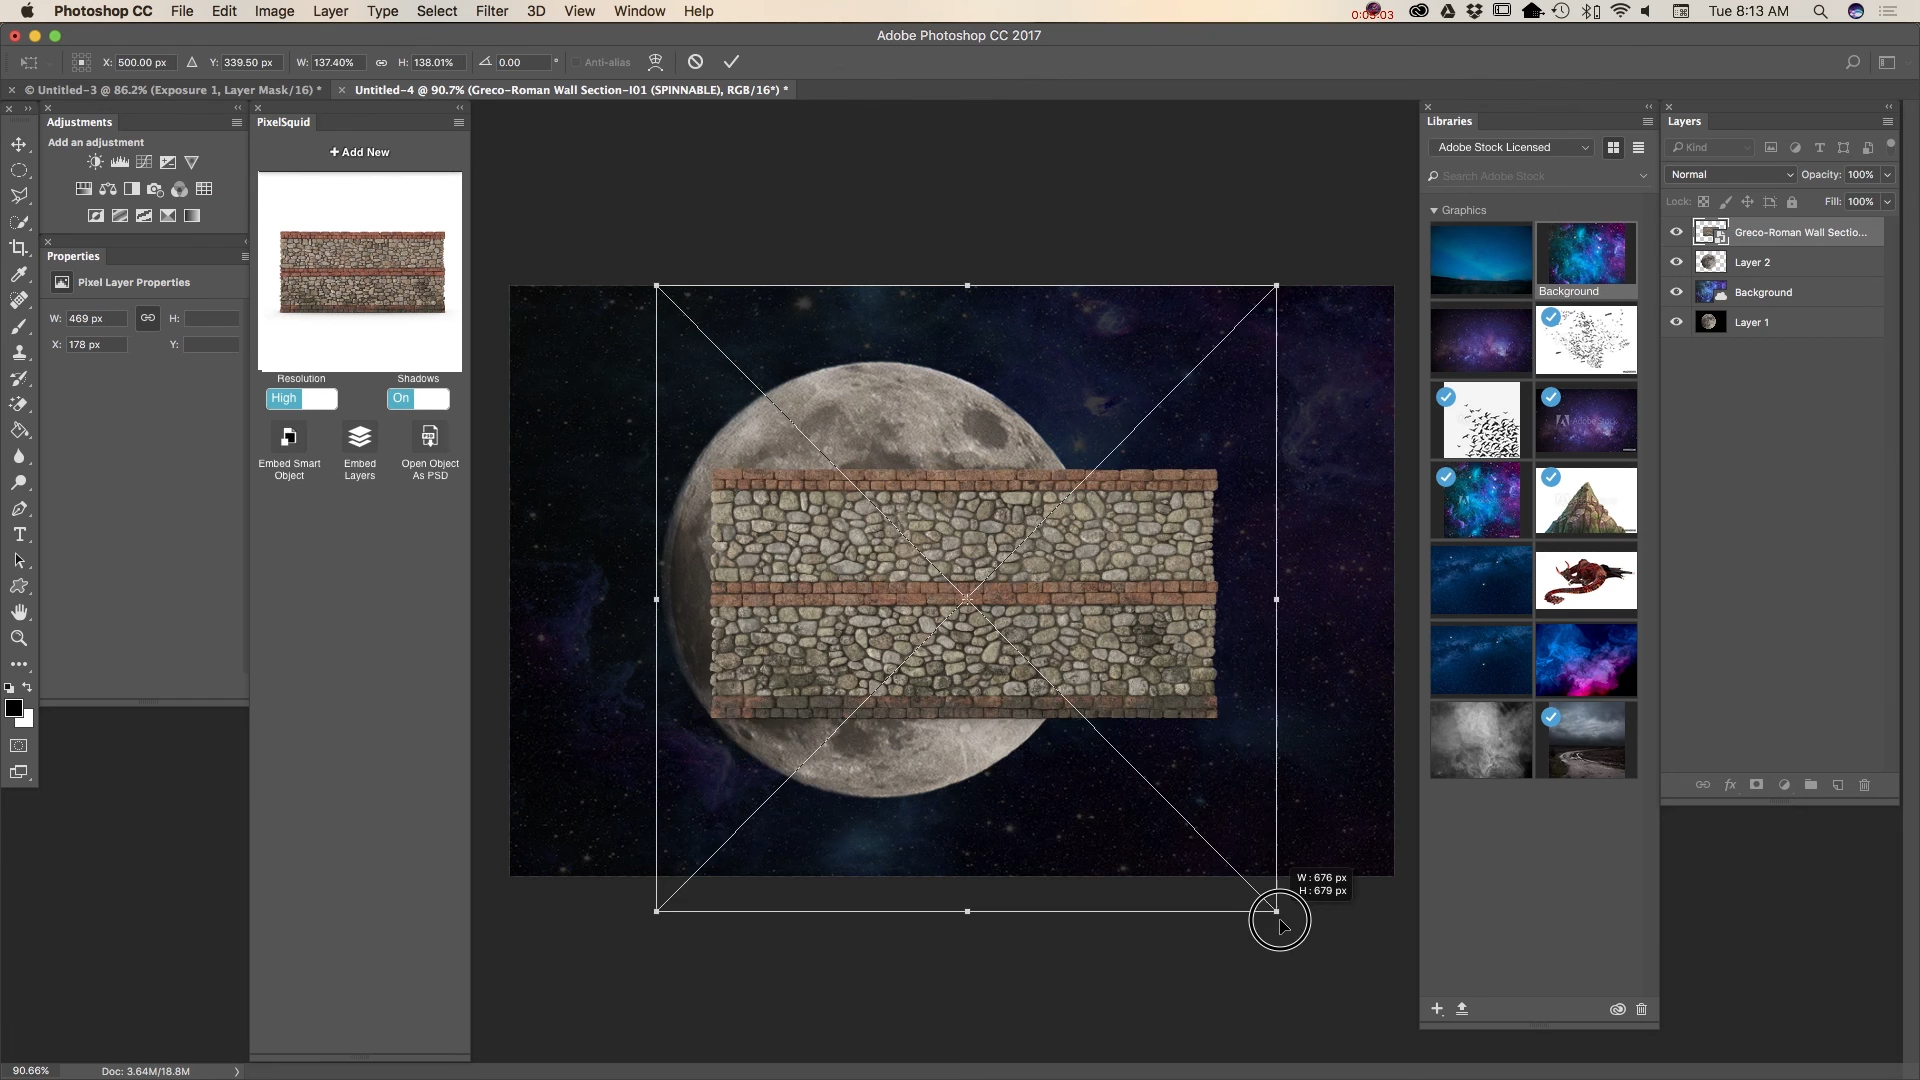 Photoshop CC File Edit Image Layer Type Select Filter 3D View Window Help
0:05:03
Tue 8:13 AM
Adobe Photoshop CC 2017
X: 500.00 px Y: 339.50 px W: 137.40% H: 138.01% 0.00 ° Anti-alias
© Untitled-3 @ 86.2% (Exposure 1, Layer Mask/16) *
Untitled-4 @ 90.7% (Greco-Roman Wall Section-I01 (SPINNABLE), RGB/16*) *
Adjustments
Add an adjustment
Properties
Pixel Layer Properties
W: 469 px H:
X: 178 px Y:
PixelSquid
+ Add New
Resolution Shadows
High On
Embed Smart Object
Embed Layers
Open Object As PSD
W: 676 px
H: 679 px
Libraries
Adobe Stock Licensed
Search Adobe Stock
Graphics
Background
Layers
Kind
Normal Opacity: 100%
Lock: Fill: 100%
Greco-Roman Wall Sectio...
Layer 2
Background
Layer 1
90.66% Doc: 3.64M/18.8M